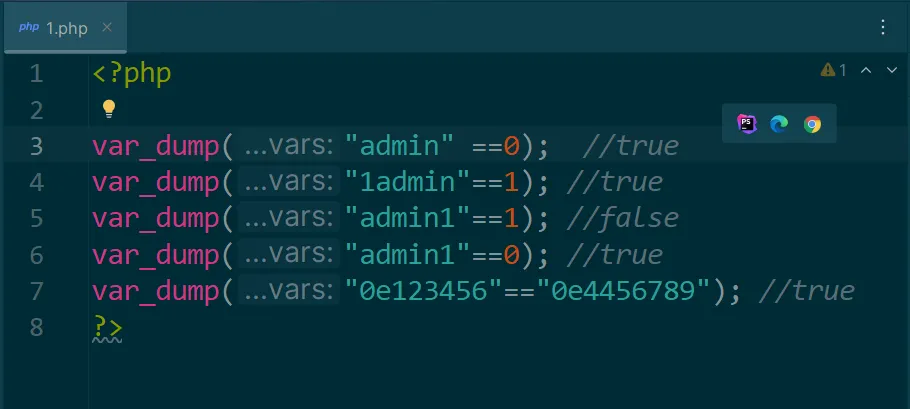 php 1.php ×
1 <?php 1
2
PS
3 var_dump( ...vars: "admin" ==0); //true
4 var_dump( ...vars: "1admin"==1); //true
5 var_dump( ...vars: "admin1"==1); //false
6 var_dump( ...vars: "admin1"==0); //true
7 var_dump( ...vars: "0e123456"=="0e4456789"); //true
8 ?>